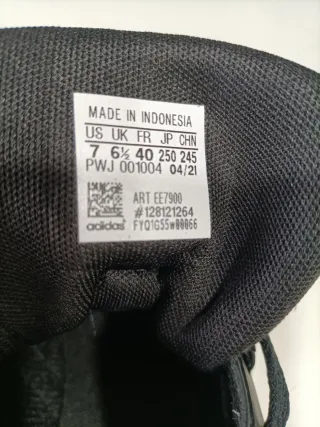 MADE IN INDONESIA
US UK FR JP CHN
7 6½ 40 250 245
PWJ 001004 04/21
ART EE7900
#128121264
adidas FYQ1G55W00066